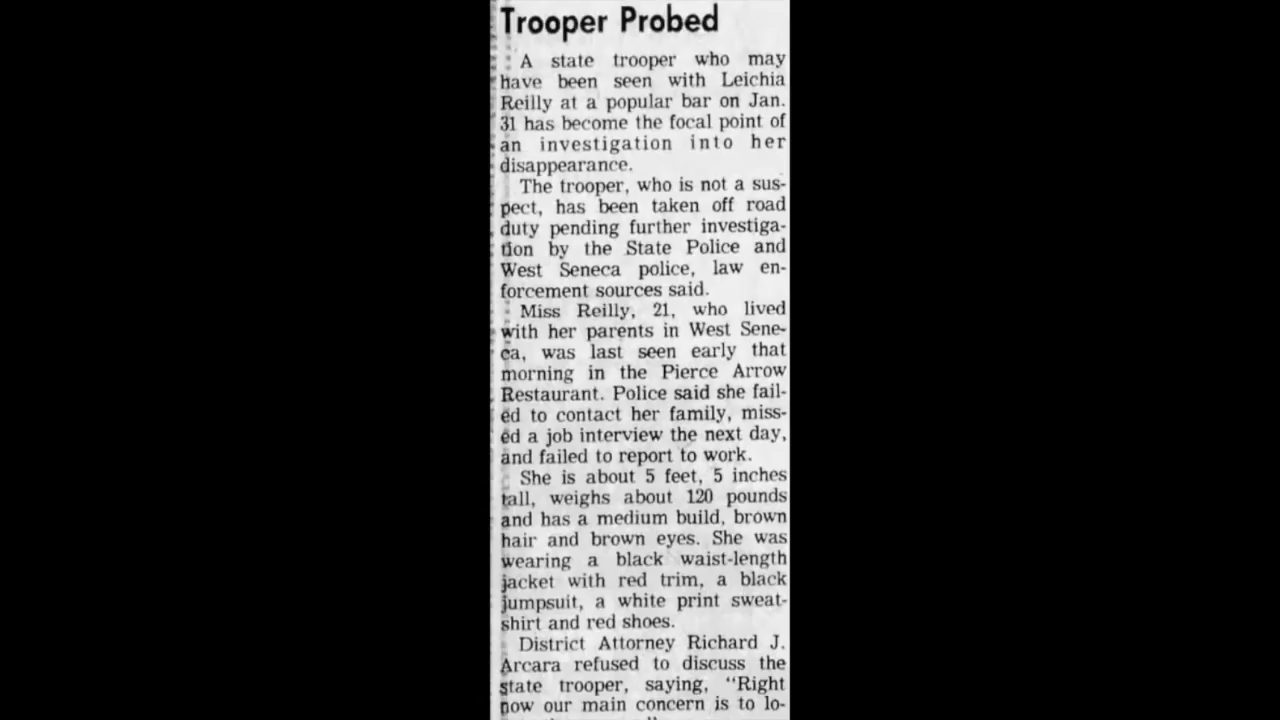 Trooper Probed
A state trooper who may
have been seen with Leichia
Reilly at a popular bar on Jan.
31 has become the focal point of
an investigation into her
disappearance.
The trooper, who is not a sus-
pect, has been taken off road
duty pending further investiga-
tion by the State Police and
West Seneca police, law en-
forcement sources said.
Miss Reilly, 21, who lived
with her parents in West Sene-
ca, was last seen early that
morning in the Pierce Arrow
Restaurant. Police said she fail-
ed to contact her family, miss-
ed a job interview the next day,
and failed to report to work.
She is about 5 feet, 5 inches
tall, weighs about 120 pounds
and has a medium build, brown
hair and brown eyes. She was
wearing a black waist-length
jacket with red trim, a black
jumpsuit, a white print sweat-
shirt and red shoes.
District Attorney Richard J.
Arcara refused to discuss the
state trooper, saying, "Right
now our main concern is to lo-